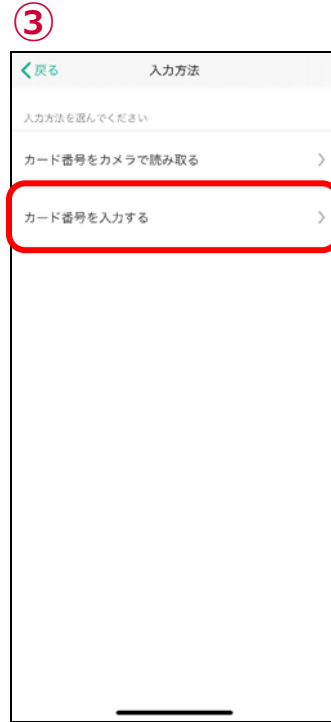 ③
戻る 入力方法
入力方法を選んでください
カード番号をカメラで読み取る
カード番号を入力する